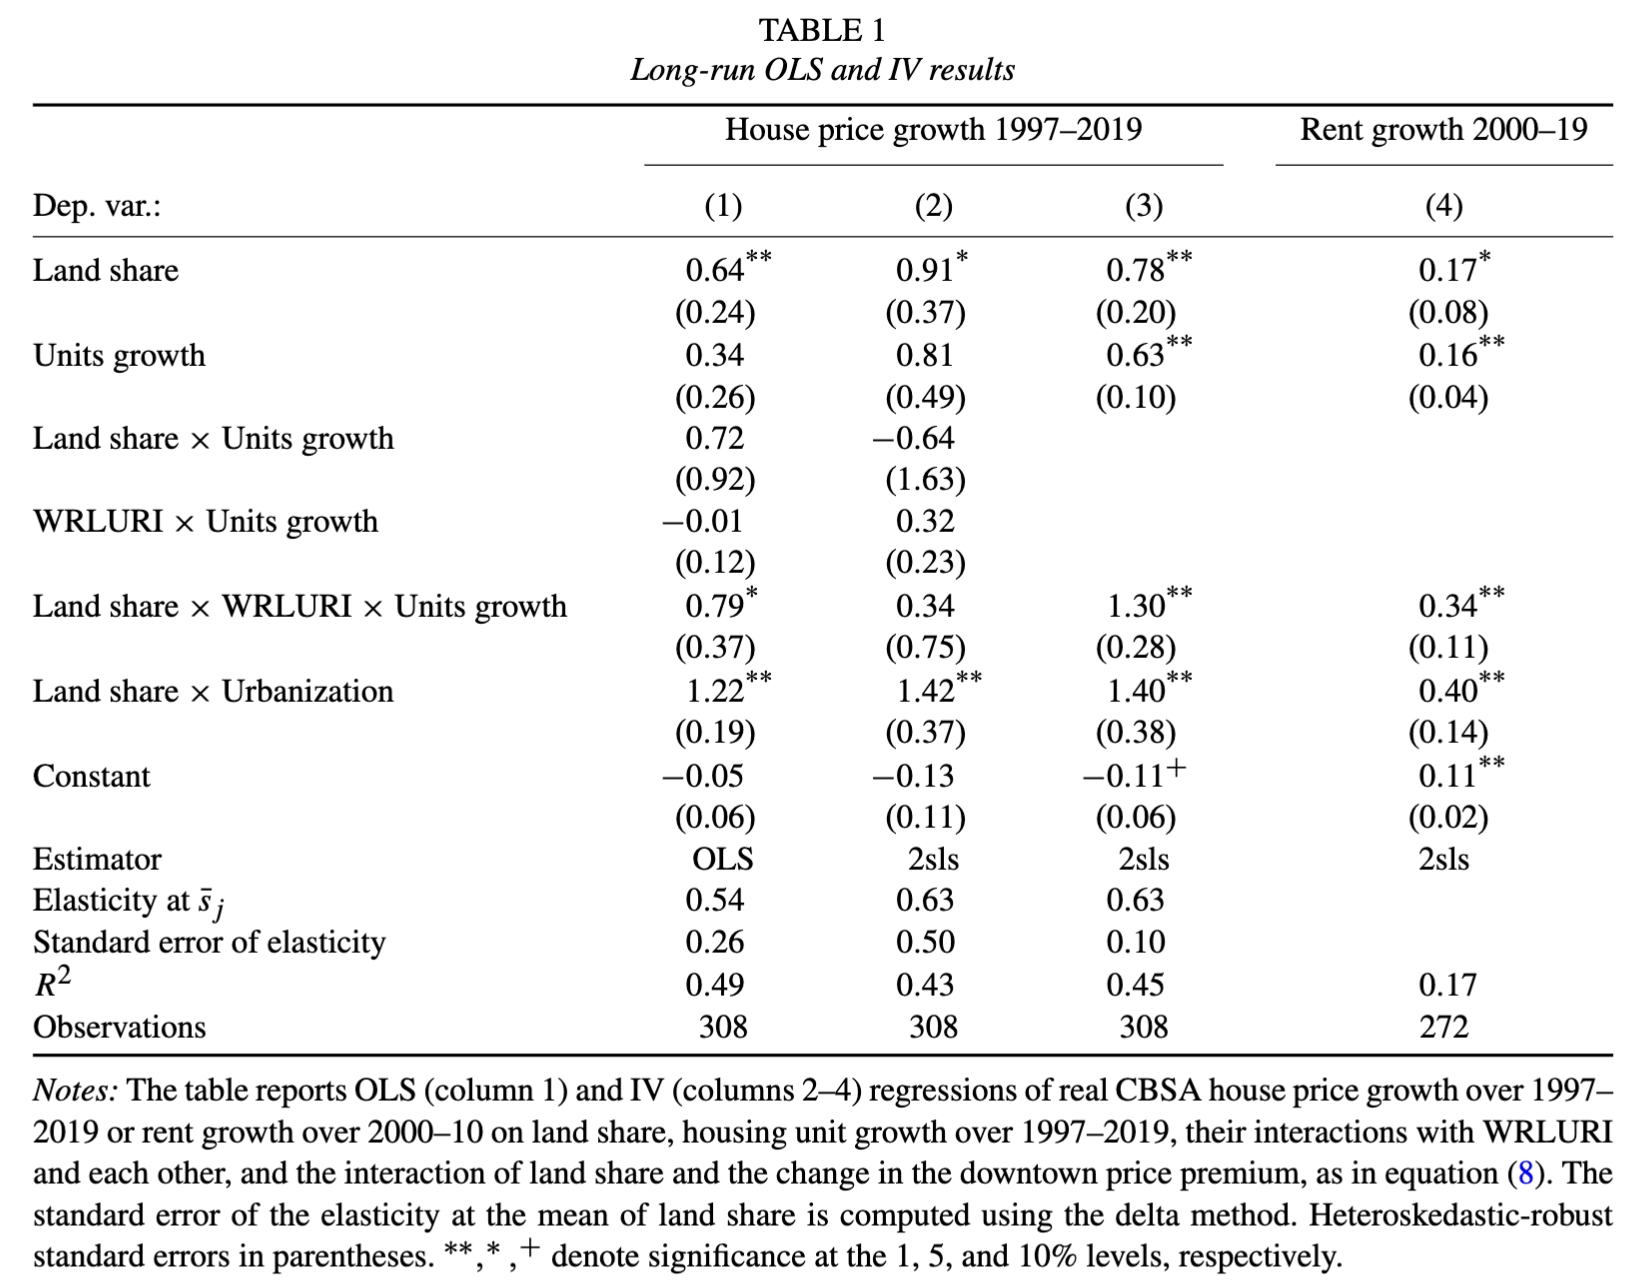 TABLE 1
Long-run OLS and IV results
House price growth 1997–2019 Rent growth 2000–19
Dep. var.: (1) (2) (3) (4)
Land share 0.64** 0.91* 0.78** 0.17*
(0.24) (0.37) (0.20) (0.08)
Units growth 0.34 0.81 0.63** 0.16**
(0.26) (0.49) (0.10) (0.04)
Land share × Units growth 0.72 −0.64
(0.92) (1.63)
WRLURI × Units growth −0.01 0.32
(0.12) (0.23)
Land share × WRLURI × Units growth 0.79* 0.34 1.30** 0.34**
(0.37) (0.75) (0.28) (0.11)
Land share × Urbanization 1.22** 1.42** 1.40** 0.40**
(0.19) (0.37) (0.38) (0.14)
Constant −0.05 −0.13 −0.11+ 0.11**
(0.06) (0.11) (0.06) (0.02)
Estimator OLS 2sls 2sls 2sls
Elasticity at s̄j 0.54 0.63 0.63
Standard error of elasticity 0.26 0.50 0.10
R2 0.49 0.43 0.45 0.17
Observations 308 308 308 272
Notes: The table reports OLS (column 1) and IV (columns 2–4) regressions of real CBSA house price growth over 1997–
2019 or rent growth over 2000–10 on land share, housing unit growth over 1997–2019, their interactions with WRLURI
and each other, and the interaction of land share and the change in the downtown price premium, as in equation (8). The
standard error of the elasticity at the mean of land share is computed using the delta method. Heteroskedastic-robust
standard errors in parentheses. **,* ,+ denote significance at the 1, 5, and 10% levels, respectively.